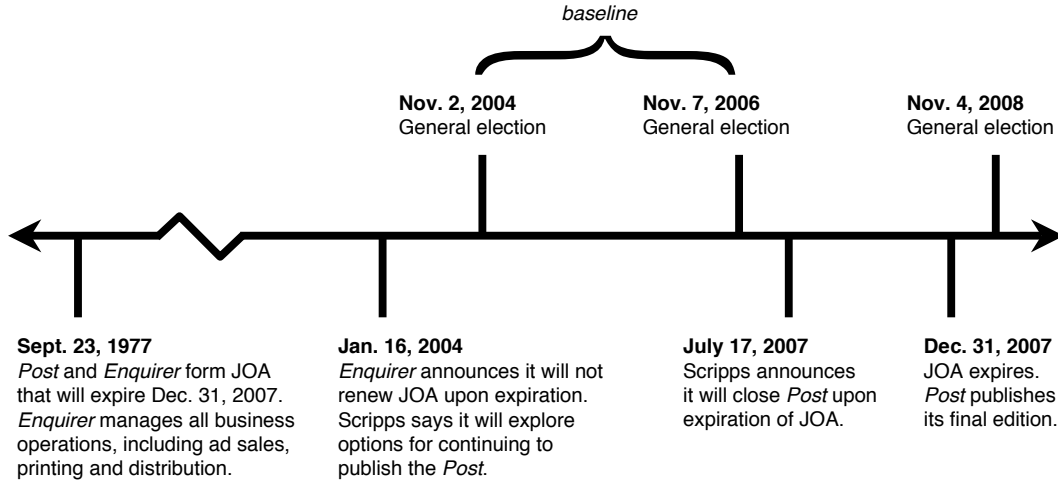 baseline
Nov. 2, 2004
General election
Nov. 7, 2006
General election
Nov. 4, 2008
General election
Sept. 23, 1977
Post and Enquirer form JOA
that will expire Dec. 31, 2007.
Enquirer manages all business
operations, including ad sales,
printing and distribution.
Jan. 16, 2004
Enquirer announces it will not
renew JOA upon expiration.
Scripps says it will explore
options for continuing to
publish the Post.
July 17, 2007
Scripps announces
it will close Post upon
expiration of JOA.
Dec. 31, 2007
JOA expires.
Post publishes
its final edition.